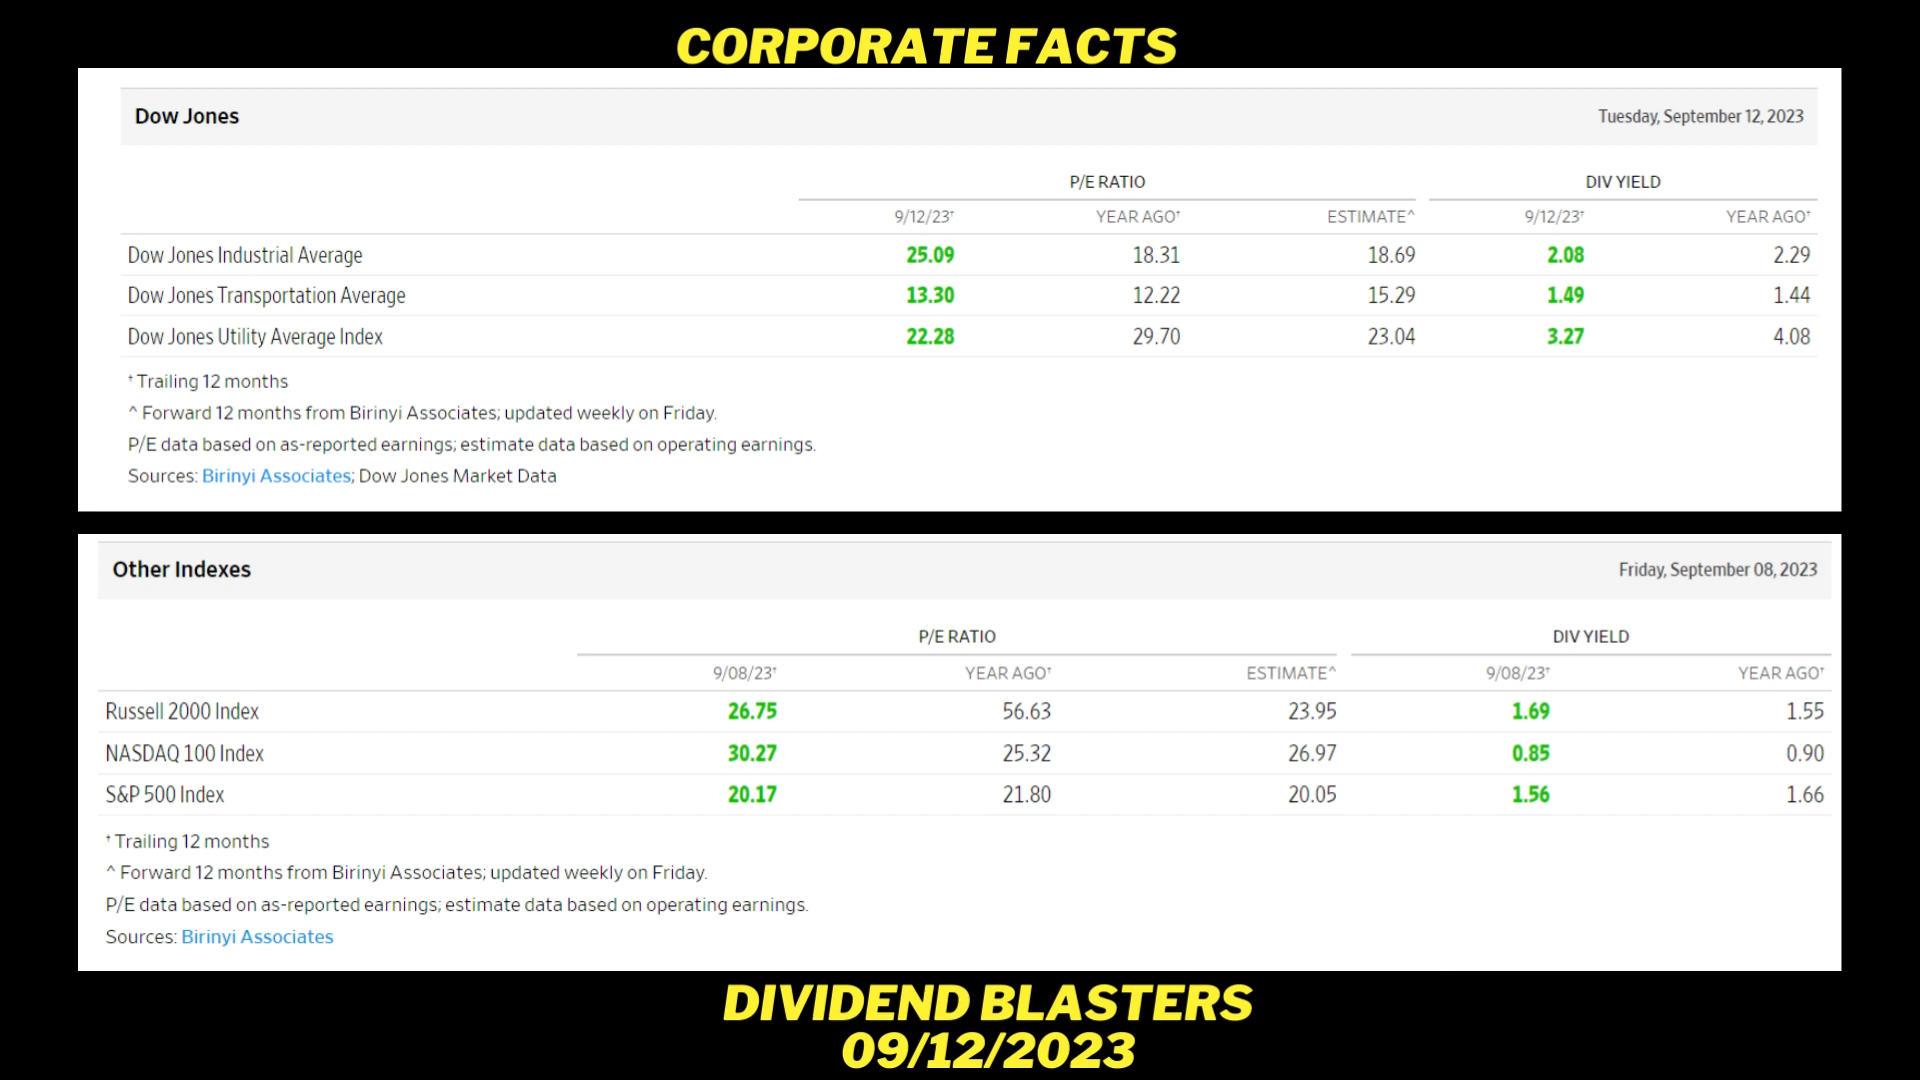 CORPORATE FACTS
Dow Jones Tuesday, September 12, 2023
P/E RATIO DIV YIELD
9/12/23† YEAR AGO† ESTIMATE^ 9/12/23† YEAR AGO†
Dow Jones Industrial Average 25.09 18.31 18.69 2.08 2.29
Dow Jones Transportation Average 13.30 12.22 15.29 1.49 1.44
Dow Jones Utility Average Index 22.28 29.70 23.04 3.27 4.08
† Trailing 12 months
^ Forward 12 months from Birinyi Associates; updated weekly on Friday.
P/E data based on as-reported earnings; estimate data based on operating earnings.
Sources: Birinyi Associates; Dow Jones Market Data
Other Indexes Friday, September 08, 2023
P/E RATIO DIV YIELD
9/08/23† YEAR AGO† ESTIMATE^ 9/08/23† YEAR AGO†
Russell 2000 Index 26.75 56.63 23.95 1.69 1.55
NASDAQ 100 Index 30.27 25.32 26.97 0.85 0.90
S&P 500 Index 20.17 21.80 20.05 1.56 1.66
† Trailing 12 months
^ Forward 12 months from Birinyi Associates; updated weekly on Friday.
P/E data based on as-reported earnings; estimate data based on operating earnings.
Sources: Birinyi Associates
DIVIDEND BLASTERS
09/12/2023